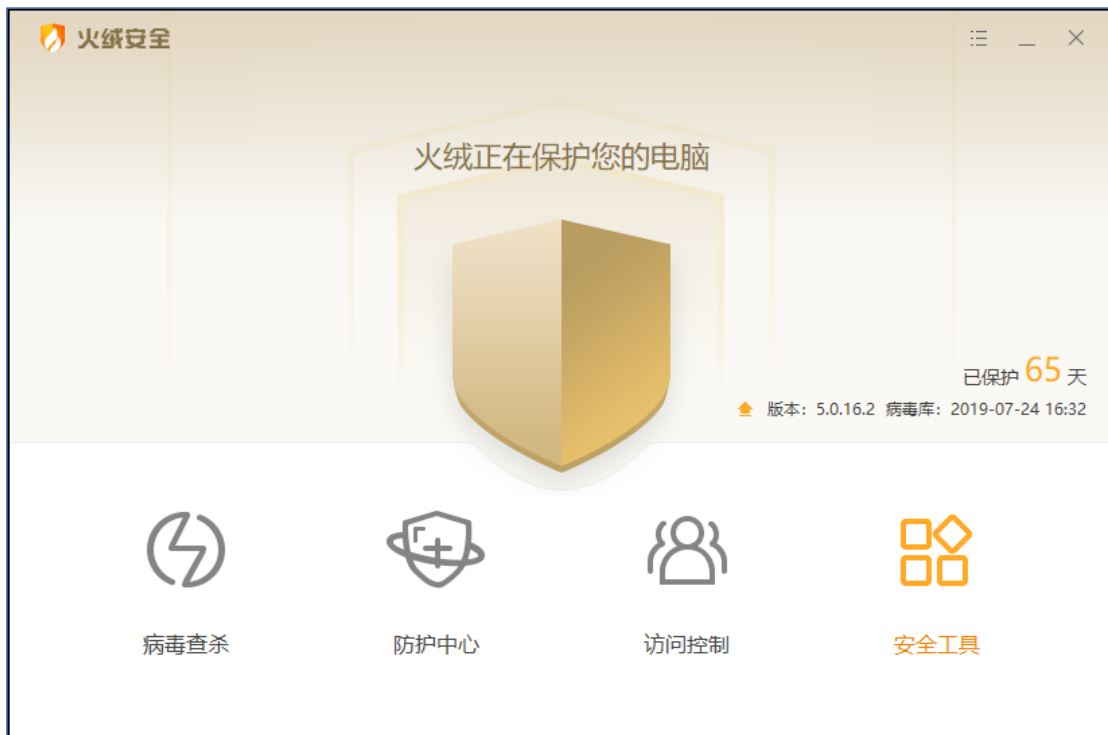 火绒安全
火绒正在保护您的电脑
已保护 65 天
版本：5.0.16.2 病毒库：2019-07-24 16:32
病毒查杀
防护中心
访问控制
安全工具